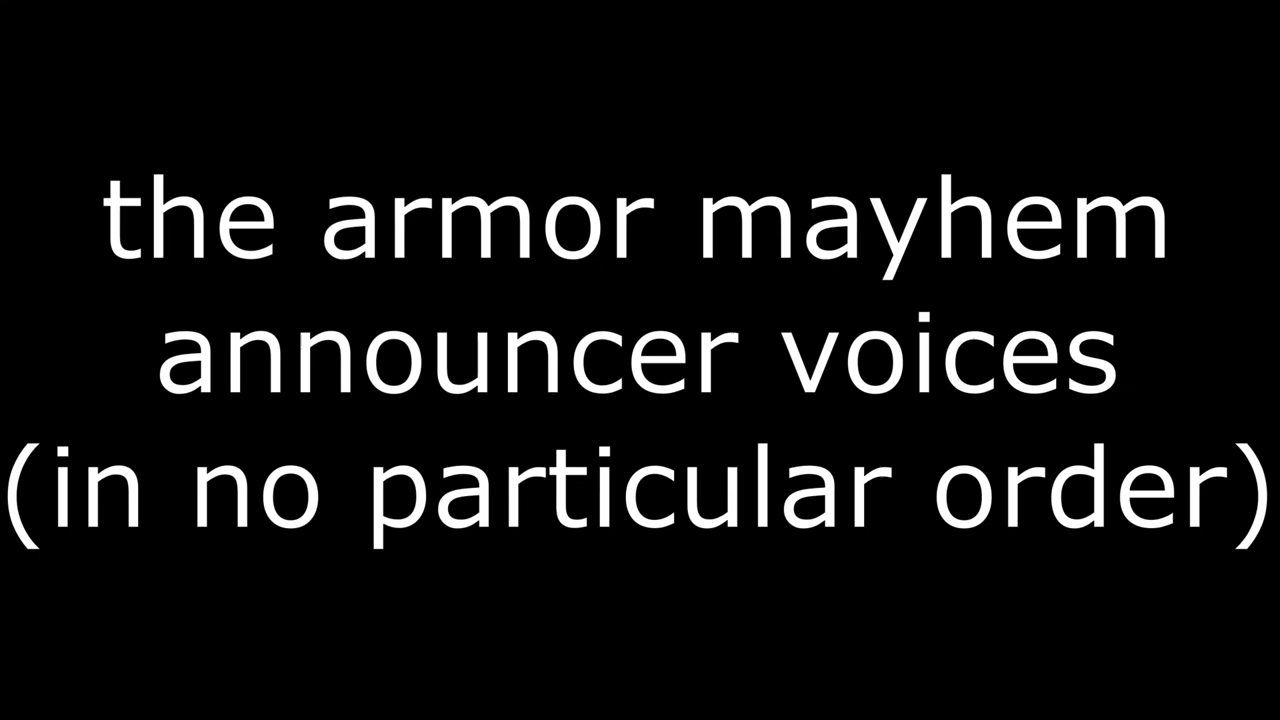 the armor mayhem
announcer voices
(in no particular order)